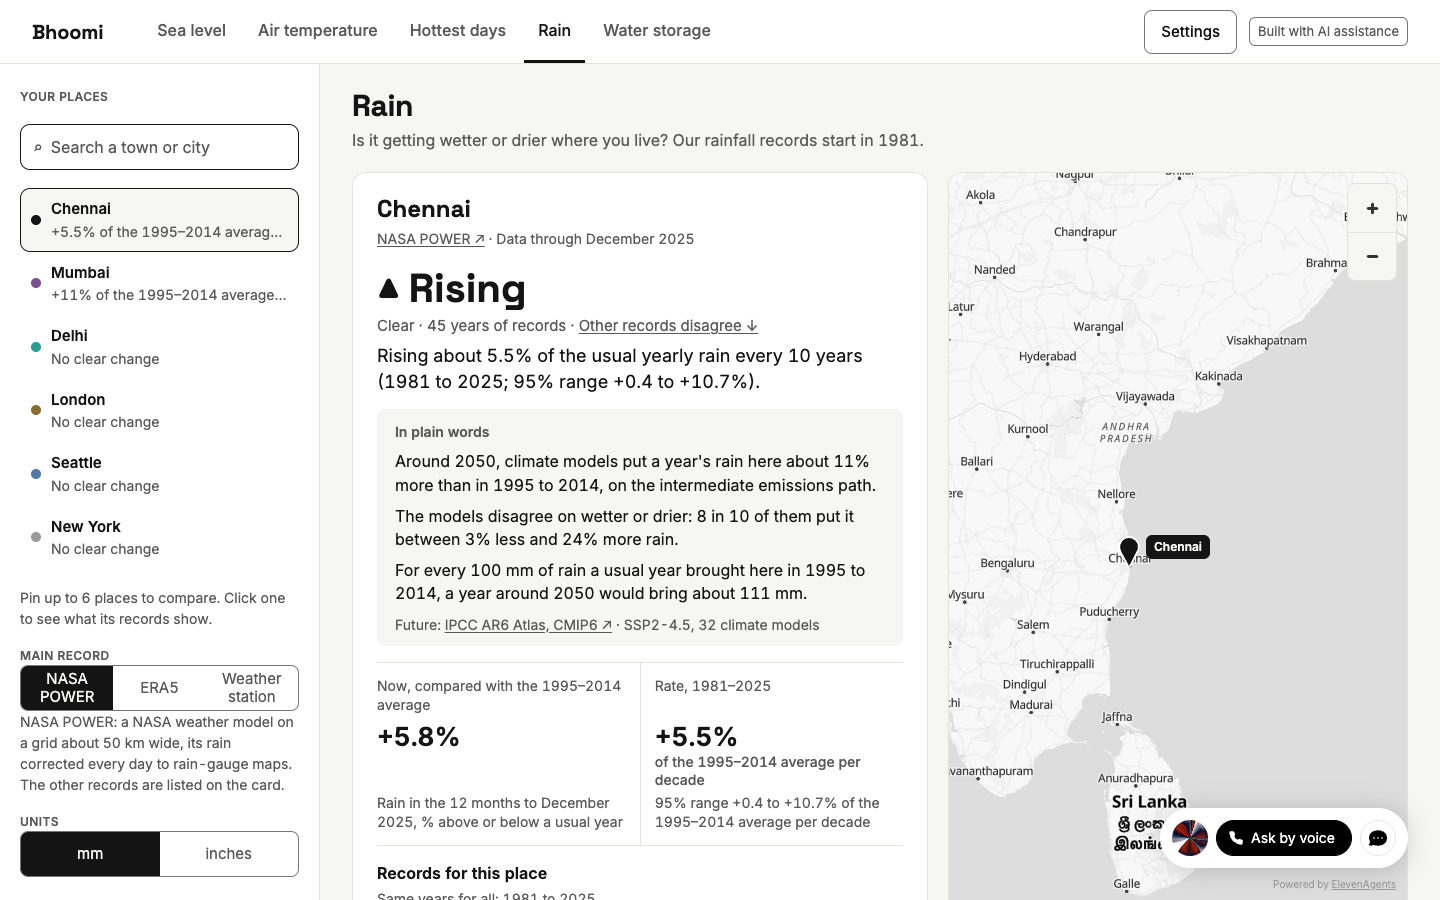 Bhoomi
Sea level
Air temperature
Hottest days
Rain
Water storage
Settings
Built with AI assistance
YOUR PLACES
Search a town or city
Chennai
+5.5% of the 1995–2014 averag...
Mumbai
+11% of the 1995–2014 average...
Delhi
No clear change
London
No clear change
Seattle
No clear change
New York
No clear change
Pin up to 6 places to compare. Click one
to see what its records show.
MAIN RECORD
NASA
POWER
ERA5
Weather
station
NASA POWER: a NASA weather model on
a grid about 50 km wide, its rain
corrected every day to rain-gauge maps.
The other records are listed on the card.
UNITS
mm
inches
Rain
Is it getting wetter or drier where you live? Our rainfall records start in 1981.
Chennai
NASA POWER ↗ · Data through December 2025
▲ Rising
Clear · 45 years of records · Other records disagree ↓
Rising about 5.5% of the usual yearly rain every 10 years
(1981 to 2025; 95% range +0.4 to +10.7%).
In plain words
Around 2050, climate models put a year's rain here about 11%
more than in 1995 to 2014, on the intermediate emissions path.
The models disagree on wetter or drier: 8 in 10 of them put it
between 3% less and 24% more rain.
For every 100 mm of rain a usual year brought here in 1995 to
2014, a year around 2050 would bring about 111 mm.
Future: IPCC AR6 Atlas, CMIP6 ↗ · SSP2-4.5, 32 climate models
Now, compared with the 1995–2014
average
+5.8%
Rain in the 12 months to December
2025, % above or below a usual year
Rate, 1981–2025
+5.5%
of the 1995–2014 average per
decade
95% range +0.4 to +10.7% of the
1995–2014 average per decade
Records for this place
Same years for all: 1981 to 2025
Nagpur
Akola
Chandrapur
Nanded
Brahma
Latur
Warangal
Visakhapatnam
Hyderabad
Kakinada
Vijayawada
Kurnool
ANDHRA
PRADESH
Ballari
Nellore
Chennai
Bengaluru
Mysuru
Puducherry
Salem
Tiruchirappalli
Dindigul
Madurai
Jaffna
vananthapuram
Anuradhapura
Sri Lanka
Galle
+
−
Ask by voice
Powered by ElevenAgents